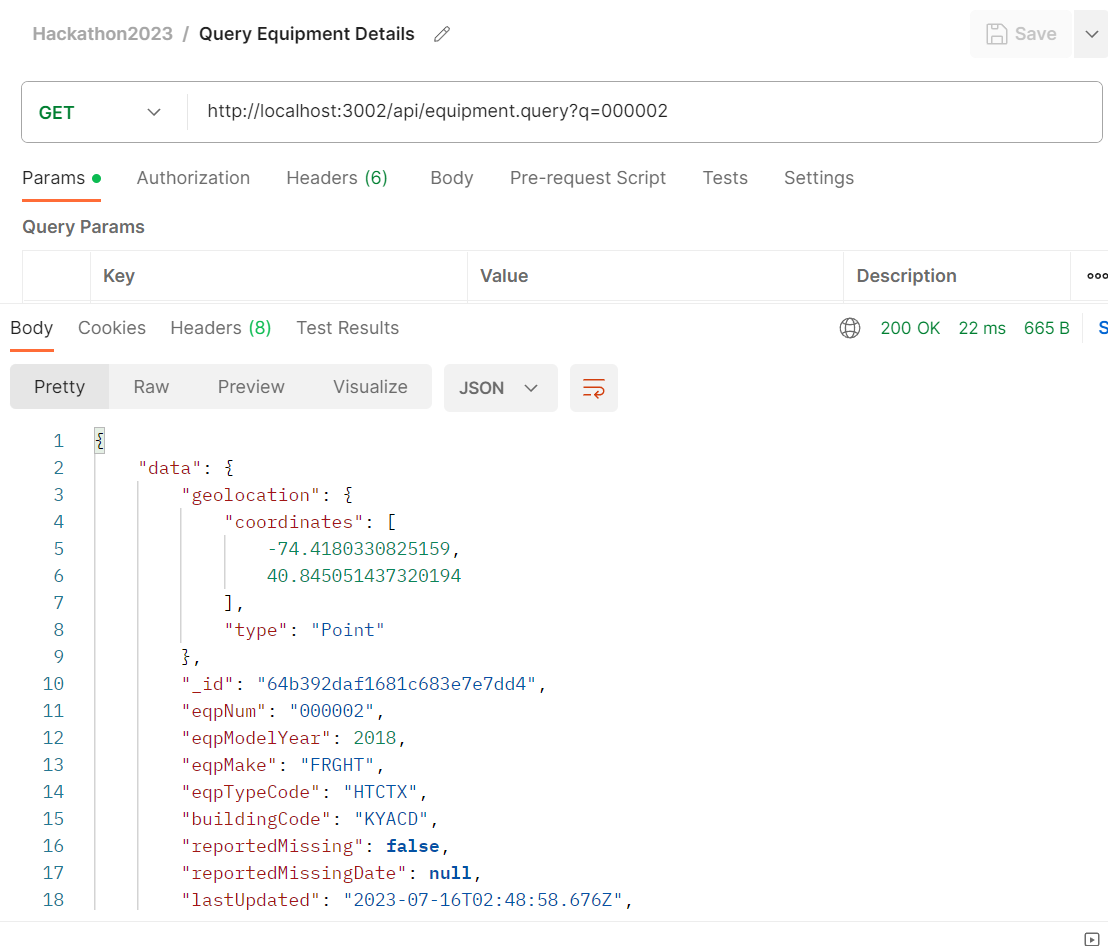 Hackathon2023 / Query Equipment Details Save
GET http://localhost:3002/api/equipment.query?q=000002
Params Authorization Headers (6) Body Pre-request Script Tests Settings
Query Params
Key Value Description
Body Cookies Headers (8) Test Results 200 OK 22 ms 665 B
Pretty Raw Preview Visualize JSON
1 {
2 "data": {
3 "geolocation": {
4 "coordinates": [
5 -74.4180330825159,
6 40.845051437320194
7 ],
8 "type": "Point"
9 },
10 "_id": "64b392daf1681c683e7e7dd4",
11 "eqpNum": "000002",
12 "eqpModelYear": 2018,
13 "eqpMake": "FRGHT",
14 "eqpTypeCode": "HTCTX",
15 "buildingCode": "KYACD",
16 "reportedMissing": false,
17 "reportedMissingDate": null,
18 "lastUpdated": "2023-07-16T02:48:58.676Z",